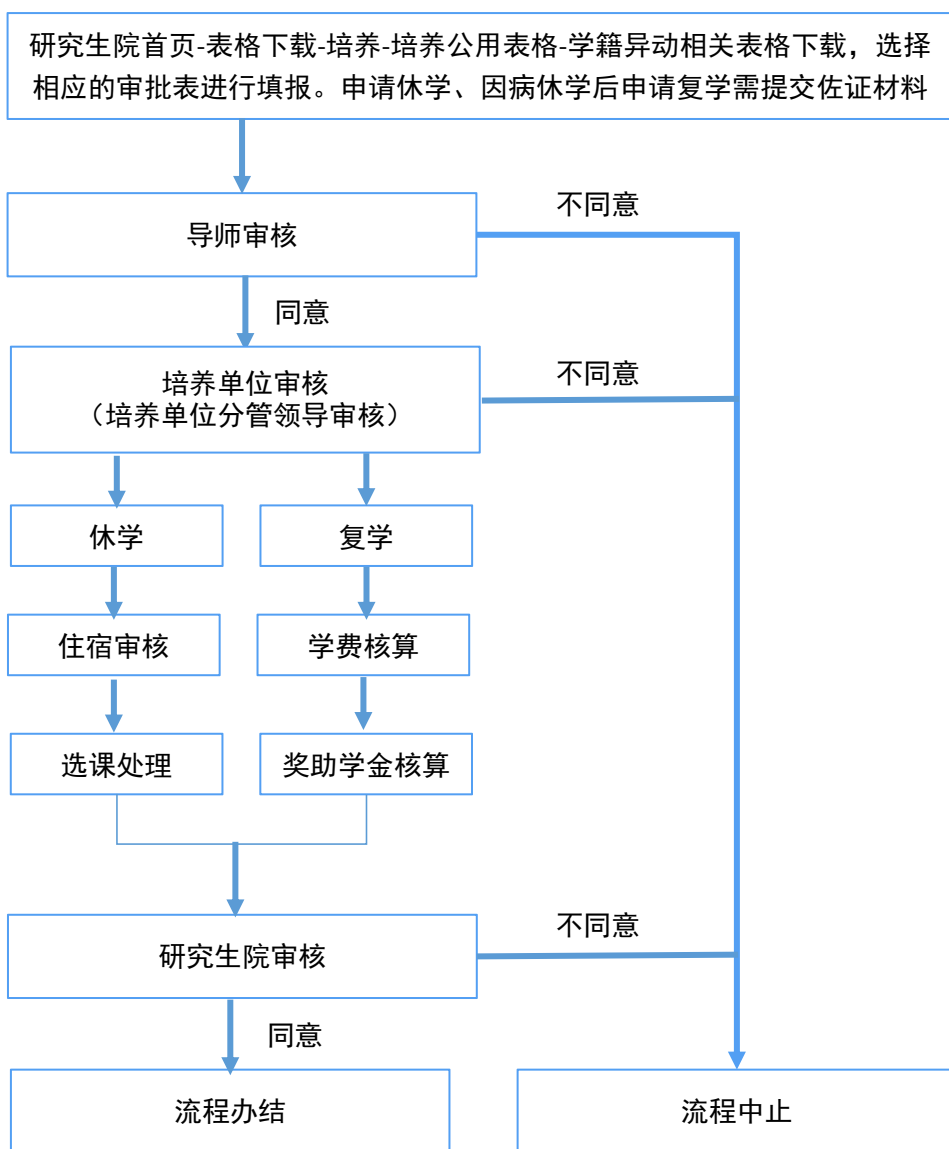 研究生院首页-表格下载-培养-培养公用表格-学籍异动相关表格下载，选择
相应的审批表进行填报。申请休学、因病休学后申请复学需提交佐证材料
不同意
导师审核
同意
不同意
培养单位审核
（培养单位分管领导审核）
休学
复学
住宿审核
学费核算
选课处理
奖助学金核算
不同意
研究生院审核
同意
流程办结
流程中止